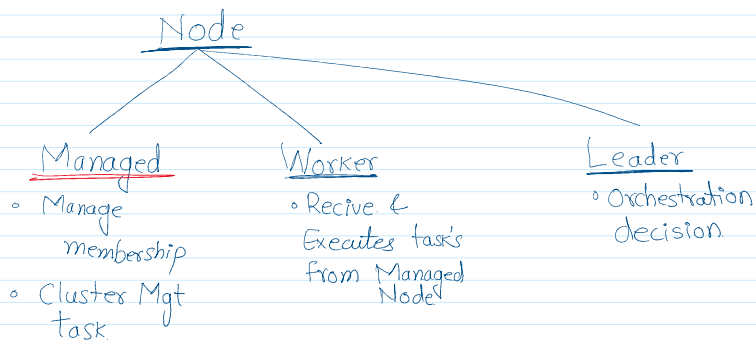 Node
Managed
◦ Manage
membership
◦ Cluster Mgt
task
Worker
◦ Recive &
Executes task's
from Managed
Node
Leader
◦ Orchestration
decision